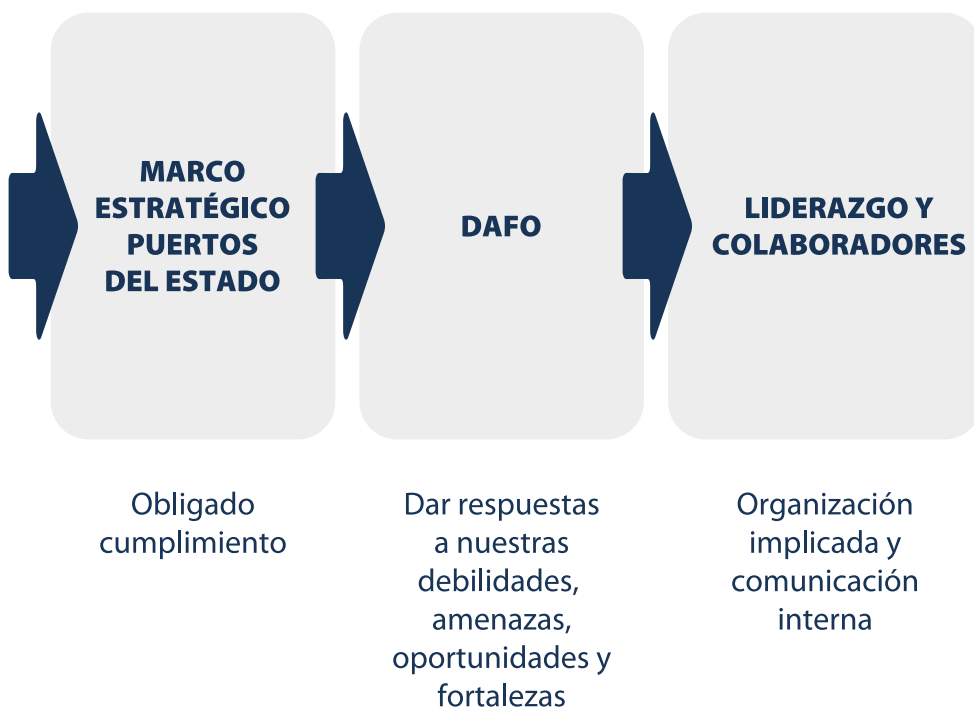 MARCO
ESTRATÉGICO
PUERTOS
DEL ESTADO
DAFO
LIDERAZGO Y
COLABORADORES
Obligado
cumplimiento
Dar respuestas
a nuestras
debilidades,
amenazas,
oportunidades y
fortalezas
Organización
implicada y
comunicación
interna